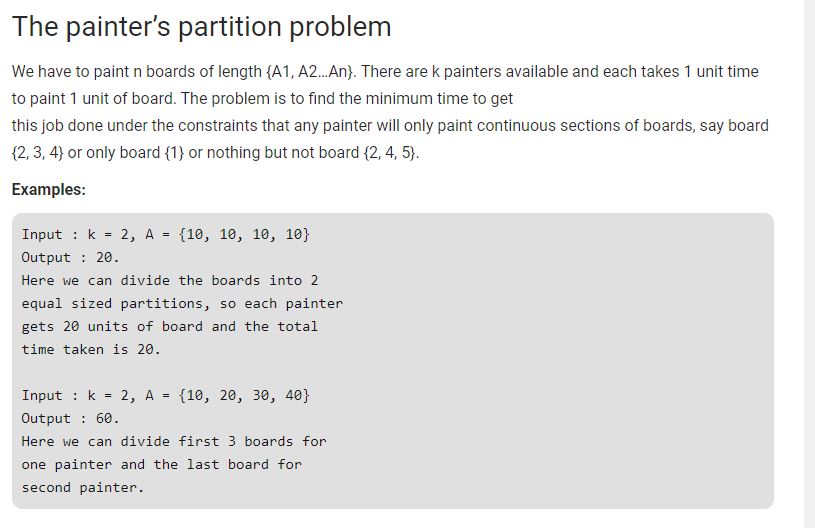 The painter’s partition problem
We have to paint n boards of length {A1, A2…An}. There are k painters available and each takes 1 unit time
to paint 1 unit of board. The problem is to find the minimum time to get
this job done under the constraints that any painter will only paint continuous sections of boards, say board
{2, 3, 4} or only board {1} or nothing but not board {2, 4, 5}.
Examples:
Input : k = 2, A = {10, 10, 10, 10}
Output : 20.
Here we can divide the boards into 2
equal sized partitions, so each painter
gets 20 units of board and the total
time taken is 20.
Input : k = 2, A = {10, 20, 30, 40}
Output : 60.
Here we can divide first 3 boards for
one painter and the last board for
second painter.